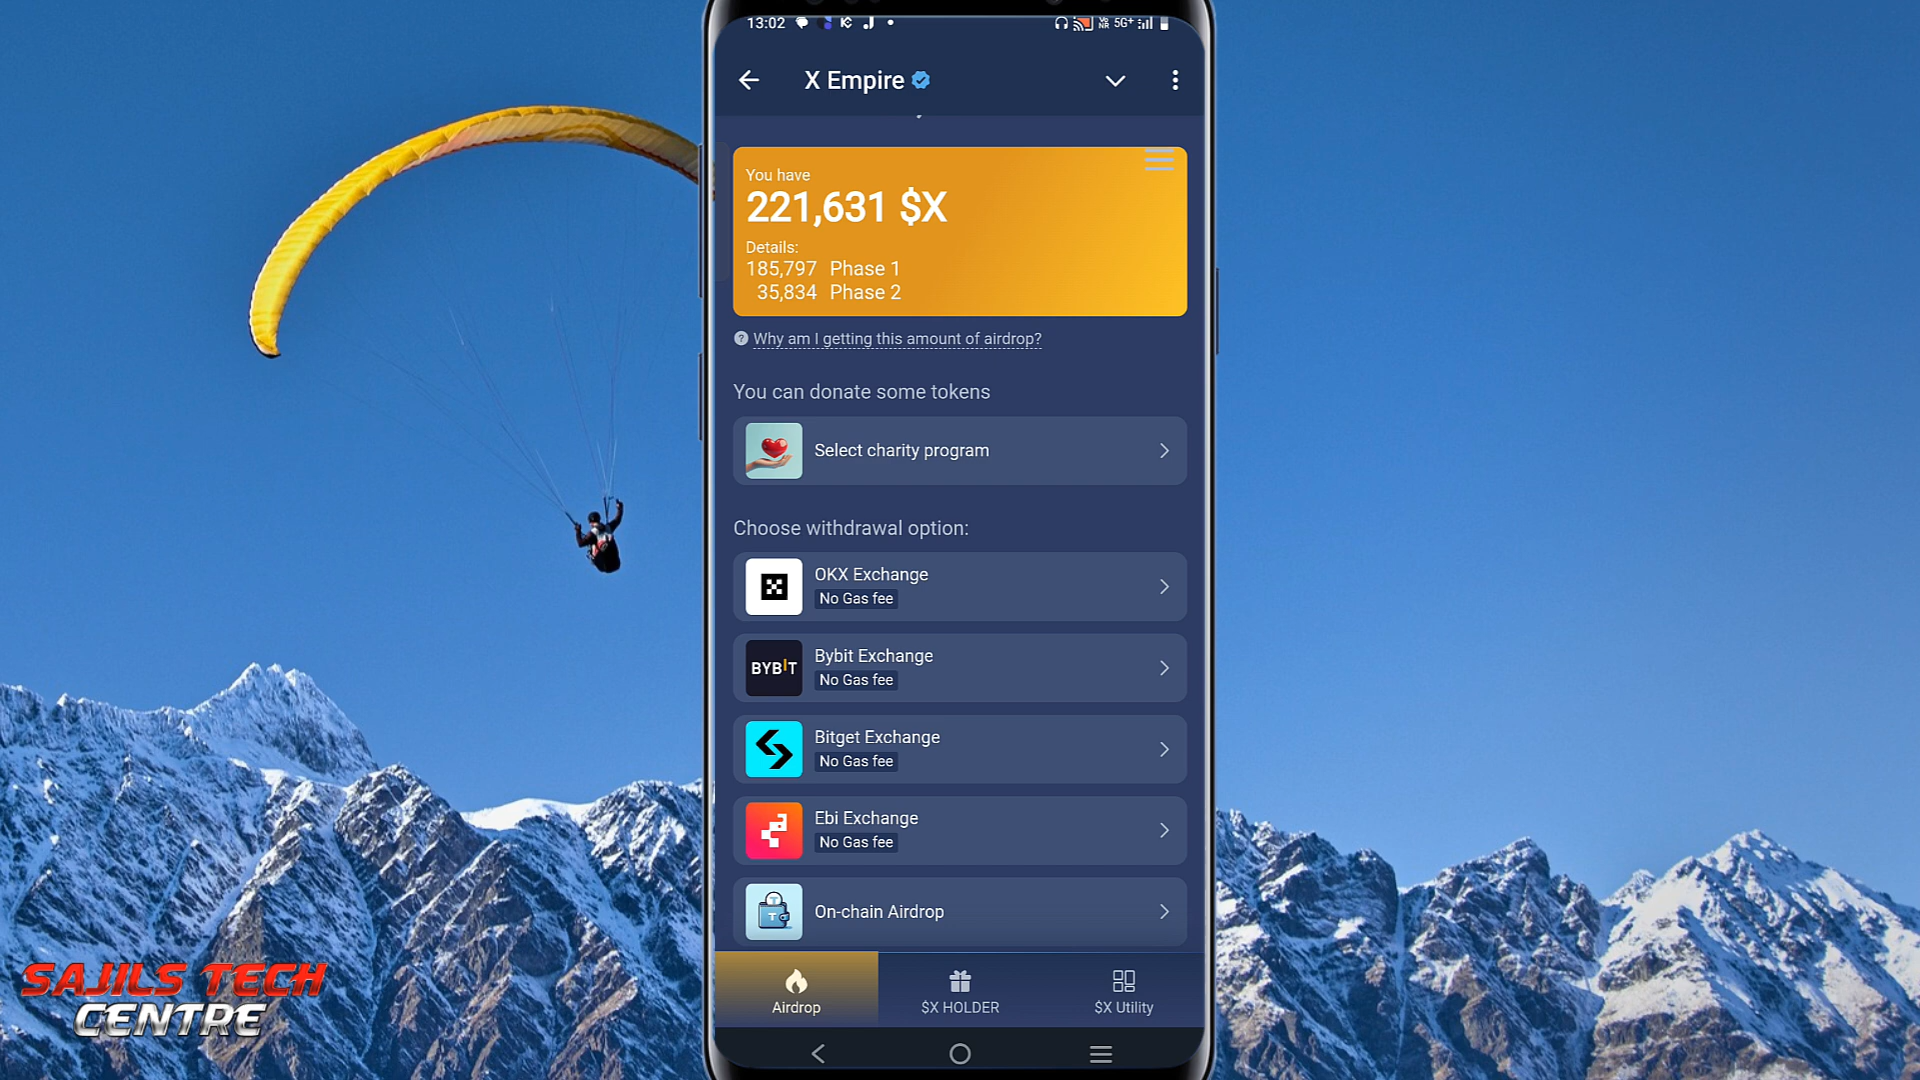 13:02
5G+
X Empire
You have
221,631 $X
Details:
185,797 Phase 1
35,834 Phase 2
Why am I getting this amount of airdrop?
You can donate some tokens
Select charity program
Choose withdrawal option:
OKX Exchange
No Gas fee
BYBIT
Bybit Exchange
No Gas fee
Bitget Exchange
No Gas fee
Ebi Exchange
No Gas fee
On-chain Airdrop
Airdrop
$X HOLDER
$X Utility
SAJILS TECH
CENTRE